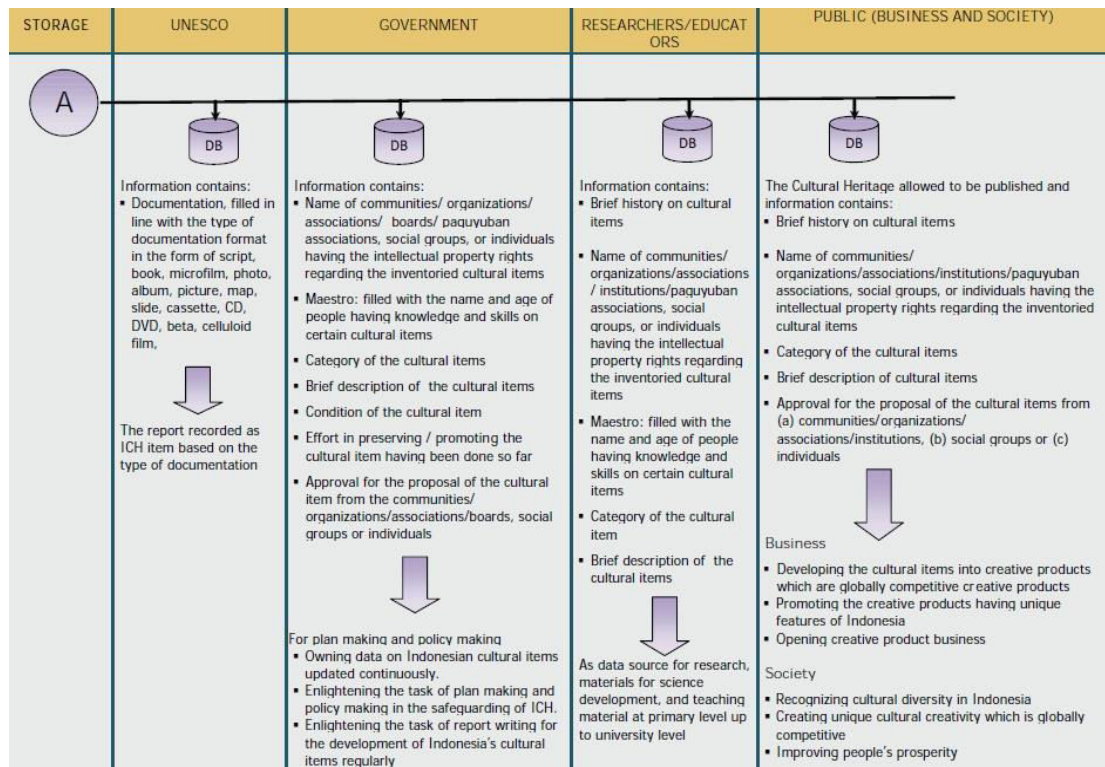 STORAGE
UNESCO
GOVERNMENT
RESEARCHERS/EDUCAT
ORS
PUBLIC (BUSINESS AND SOCIETY)
A
DB
DB
DB
DB
Information contains:
▪ Documentation, filled in
line with the type of
documentation format
in the form of script,
book, microfilm, photo,
album, picture, map,
slide, cassette, CD,
DVD, beta, celluloid
film,
The report recorded as
ICH item based on the
type of documentation
Information contains:
▪ Name of communities/ organizations/
associations/ boards/ paquyuban
associations, social groups, or individuals
having the intellectual property rights
regarding the inventoried cultural items
▪ Maestro: filled with the name and age of
people having knowledge and skills on
certain cultural items
▪ Category of the cultural items
▪ Brief description of the cultural items
▪ Condition of the cultural item
▪ Effort in preserving / promoting the
cultural item having been done so far
▪ Approval for the proposal of the cultural
item from the communities/
organizations/associations/boards, social
groups or individuals
For plan making and policy making
▪ Owning data on Indonesian cultural items
updated continuously.
▪ Enlightening the task of plan making and
policy making in the safeguarding of ICH.
▪ Enlightening the task of report writing for
the development of Indonesia's cultural
items regularly
Information contains:
▪ Brief history on cultural
items
▪ Name of communities/
organizations/associations
/ institutions/paguyuban
associations, social
groups, or individuals
having the intellectual
property rights regarding
the inventoried cultural
items
▪ Maestro: filled with the
name and age of people
having knowledge and
skills on certain cultural
items
▪ Category of the cultural
item
▪ Brief description of the
cultural items
As data source for research,
materials for science
development, and teaching
material at primary level up
to university level
The Cultural Heritage allowed to be published and
information contains:
▪ Brief history on cultural items
▪ Name of communities/
organizations/associations/institutions/paquyuban
associations, social groups, or individuals having the
intellectual property rights regarding the inventoried
cultural items
▪ Category of the cultural items
▪ Brief description of cultural items
▪ Approval for the proposal of the cultural items from
(a) communities/organizations/
associations/institutions, (b) social groups or (c)
individuals
Business
▪ Developing the cultural items into creative products
which are globally competitive creative products
▪ Promoting the creative products having unique
features of Indonesia
▪ Opening creative product business
Society
▪ Recognizing cultural diversity in Indonesia
▪ Creating unique cultural creativity which is globally
competitive
▪ Improving people's prosperity